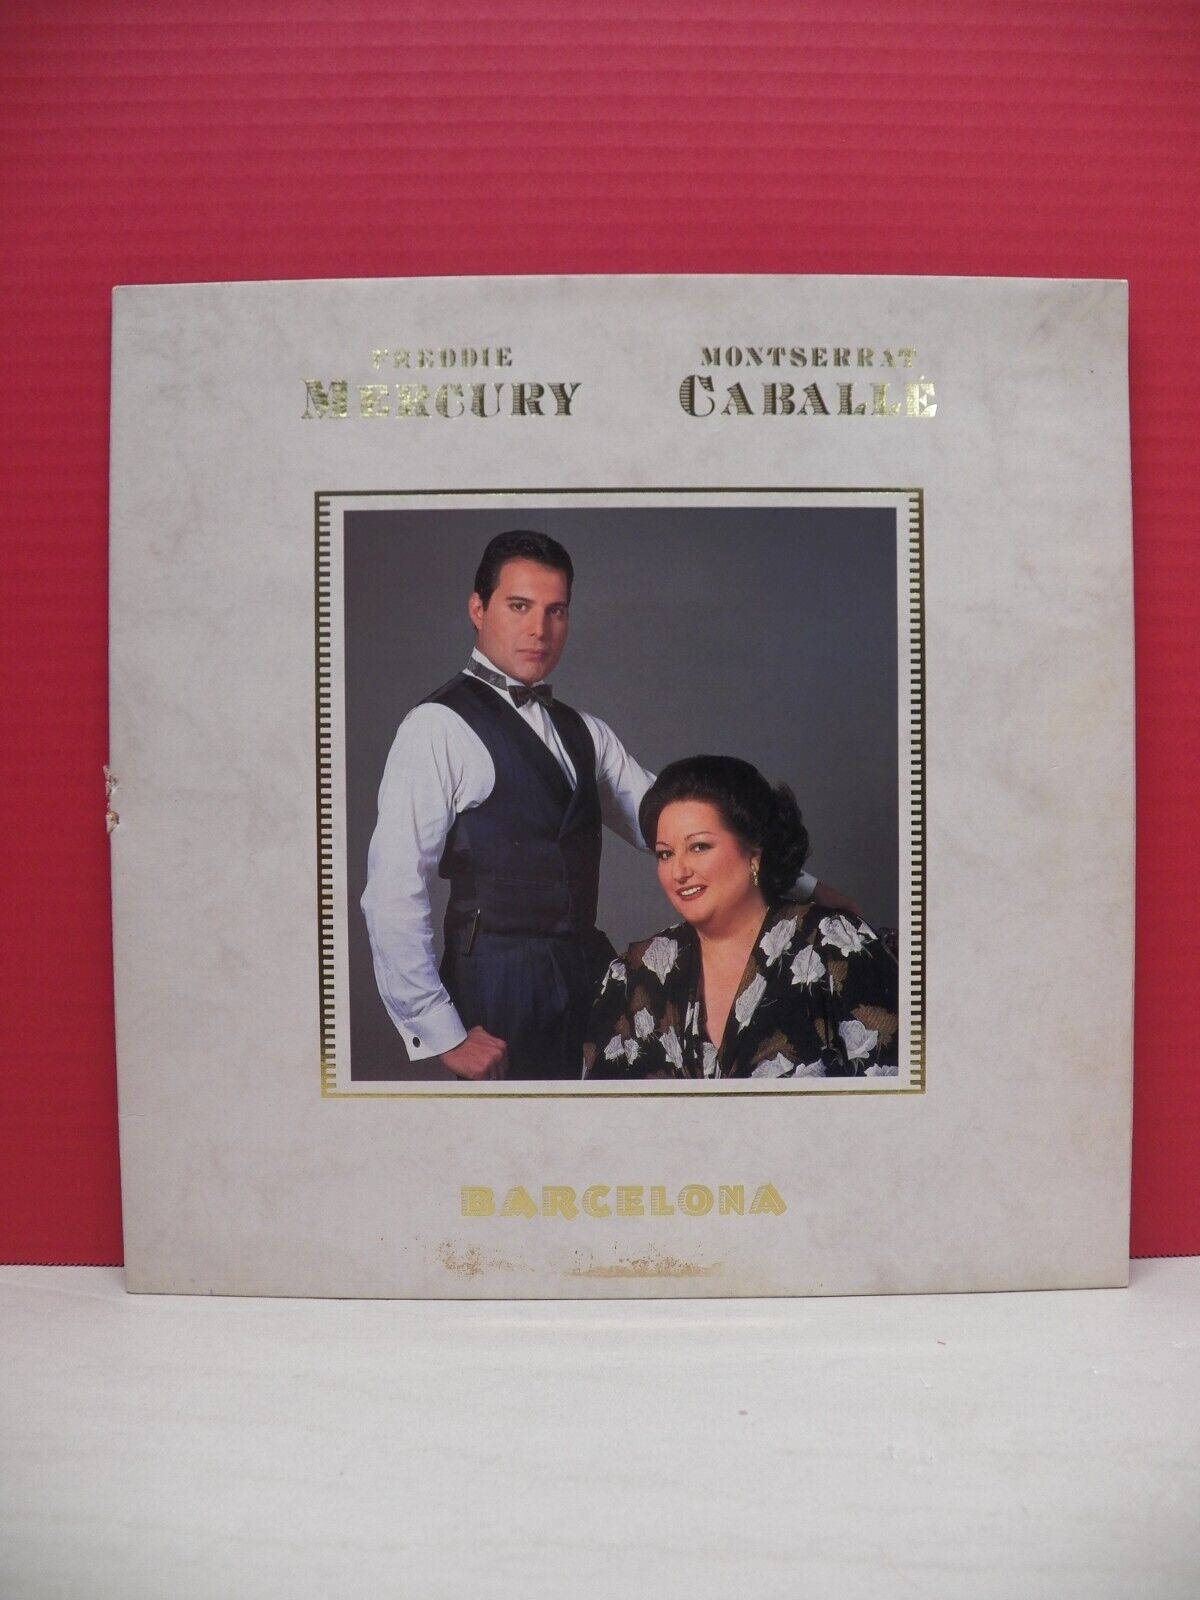 FREDDIE
MERCURY
MONTSERRAT
CABALLÉ
BARCELONA